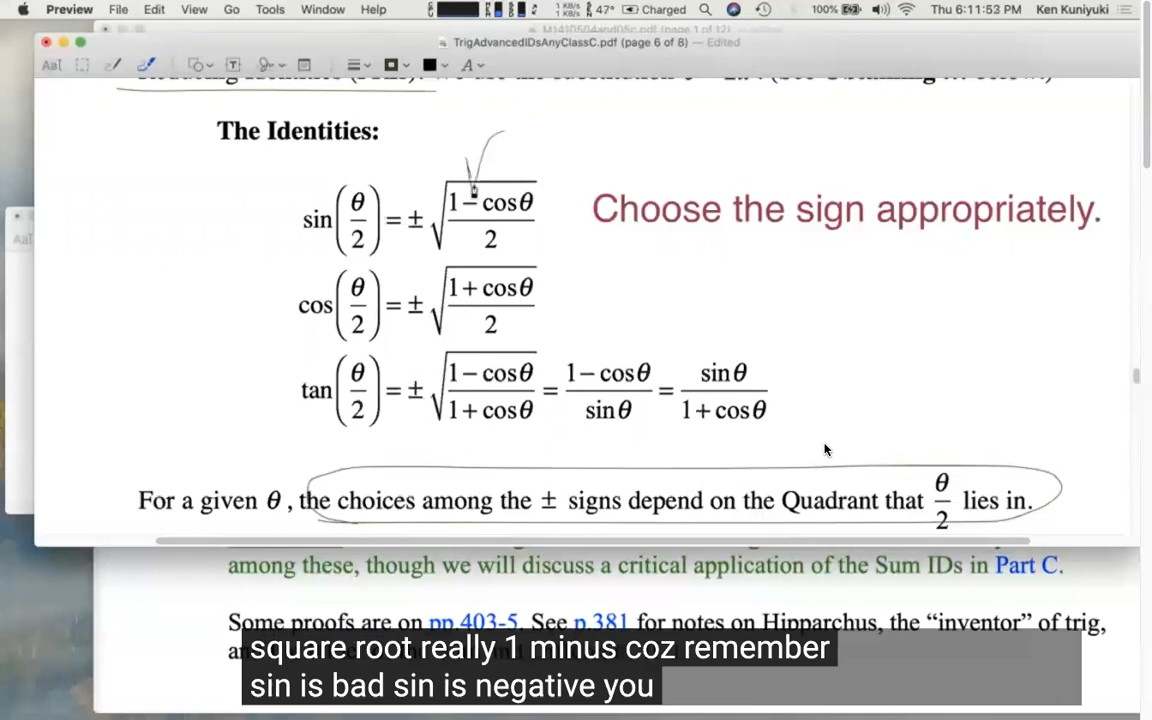 Preview File Edit View Go Tools Window Help 47° Charged 100% Thu 6:11:53 PM Ken Kuniyuki
TrigAdvancedIDsAnyClassC.pdf (page 6 of 8) — Edited
The Identities:
sin(θ/2) = ± √((1 − cosθ)/2)
Choose the sign appropriately.
cos(θ/2) = ± √((1 + cosθ)/2)
tan(θ/2) = ± √((1 − cosθ)/(1 + cosθ)) = (1 − cosθ)/sinθ = sinθ/(1 + cosθ)
For a given θ, the choices among the ± signs depend on the Quadrant that θ/2 lies in.
among these, though we will discuss a critical application of the Sum IDs in Part C.
Some proofs are on pp.403-5. See p.381 for notes on Hipparchus, the “inventor” of trig,
square root really 1 minus coz remember
sin is bad sin is negative you